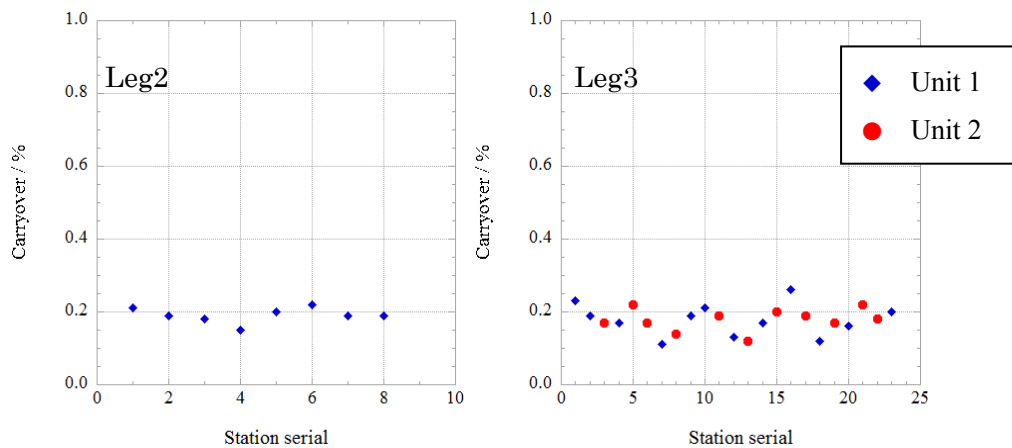 Leg2
Carryover / %
1.0
0.8
0.6
0.4
0.2
0.0
0 2 4 6 8 10
Station serial
Leg3
Carryover / %
1.0
0.8
0.6
0.4
0.2
0.0
0 5 10 15 20 25
Station serial
Unit 1
Unit 2